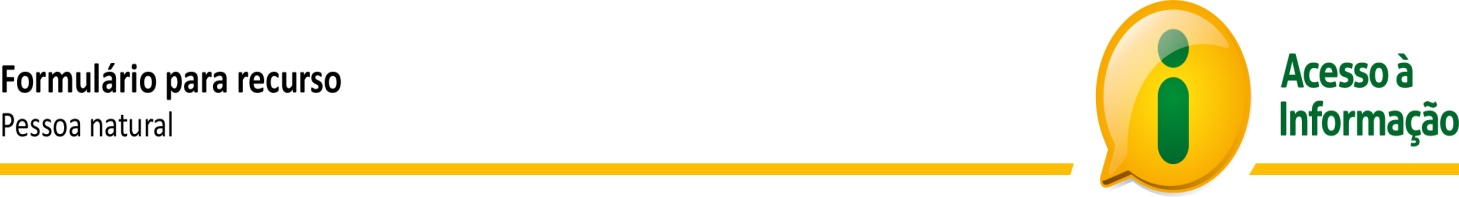 Formulário para recurso
Pessoa natural
Acesso à
Informação